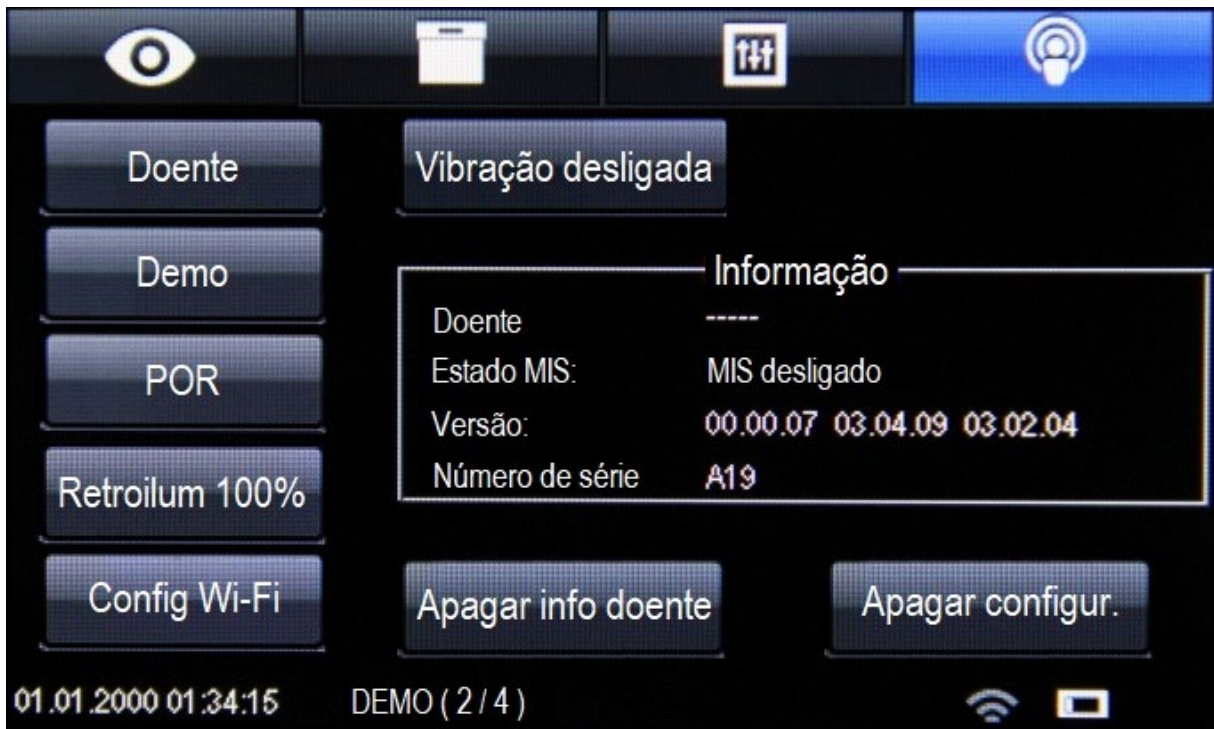 Doente
Vibração desligada
Demo
Informação
Doente -----
POR
Estado MIS: MIS desligado
Versão: 00.00.07 03.04.09 03.02.04
Número de série A19
Retroilum 100%
Config Wi-Fi
Apagar info doente
Apagar configur.
01.01.2000 01:34:15 DEMO ( 2 / 4 )